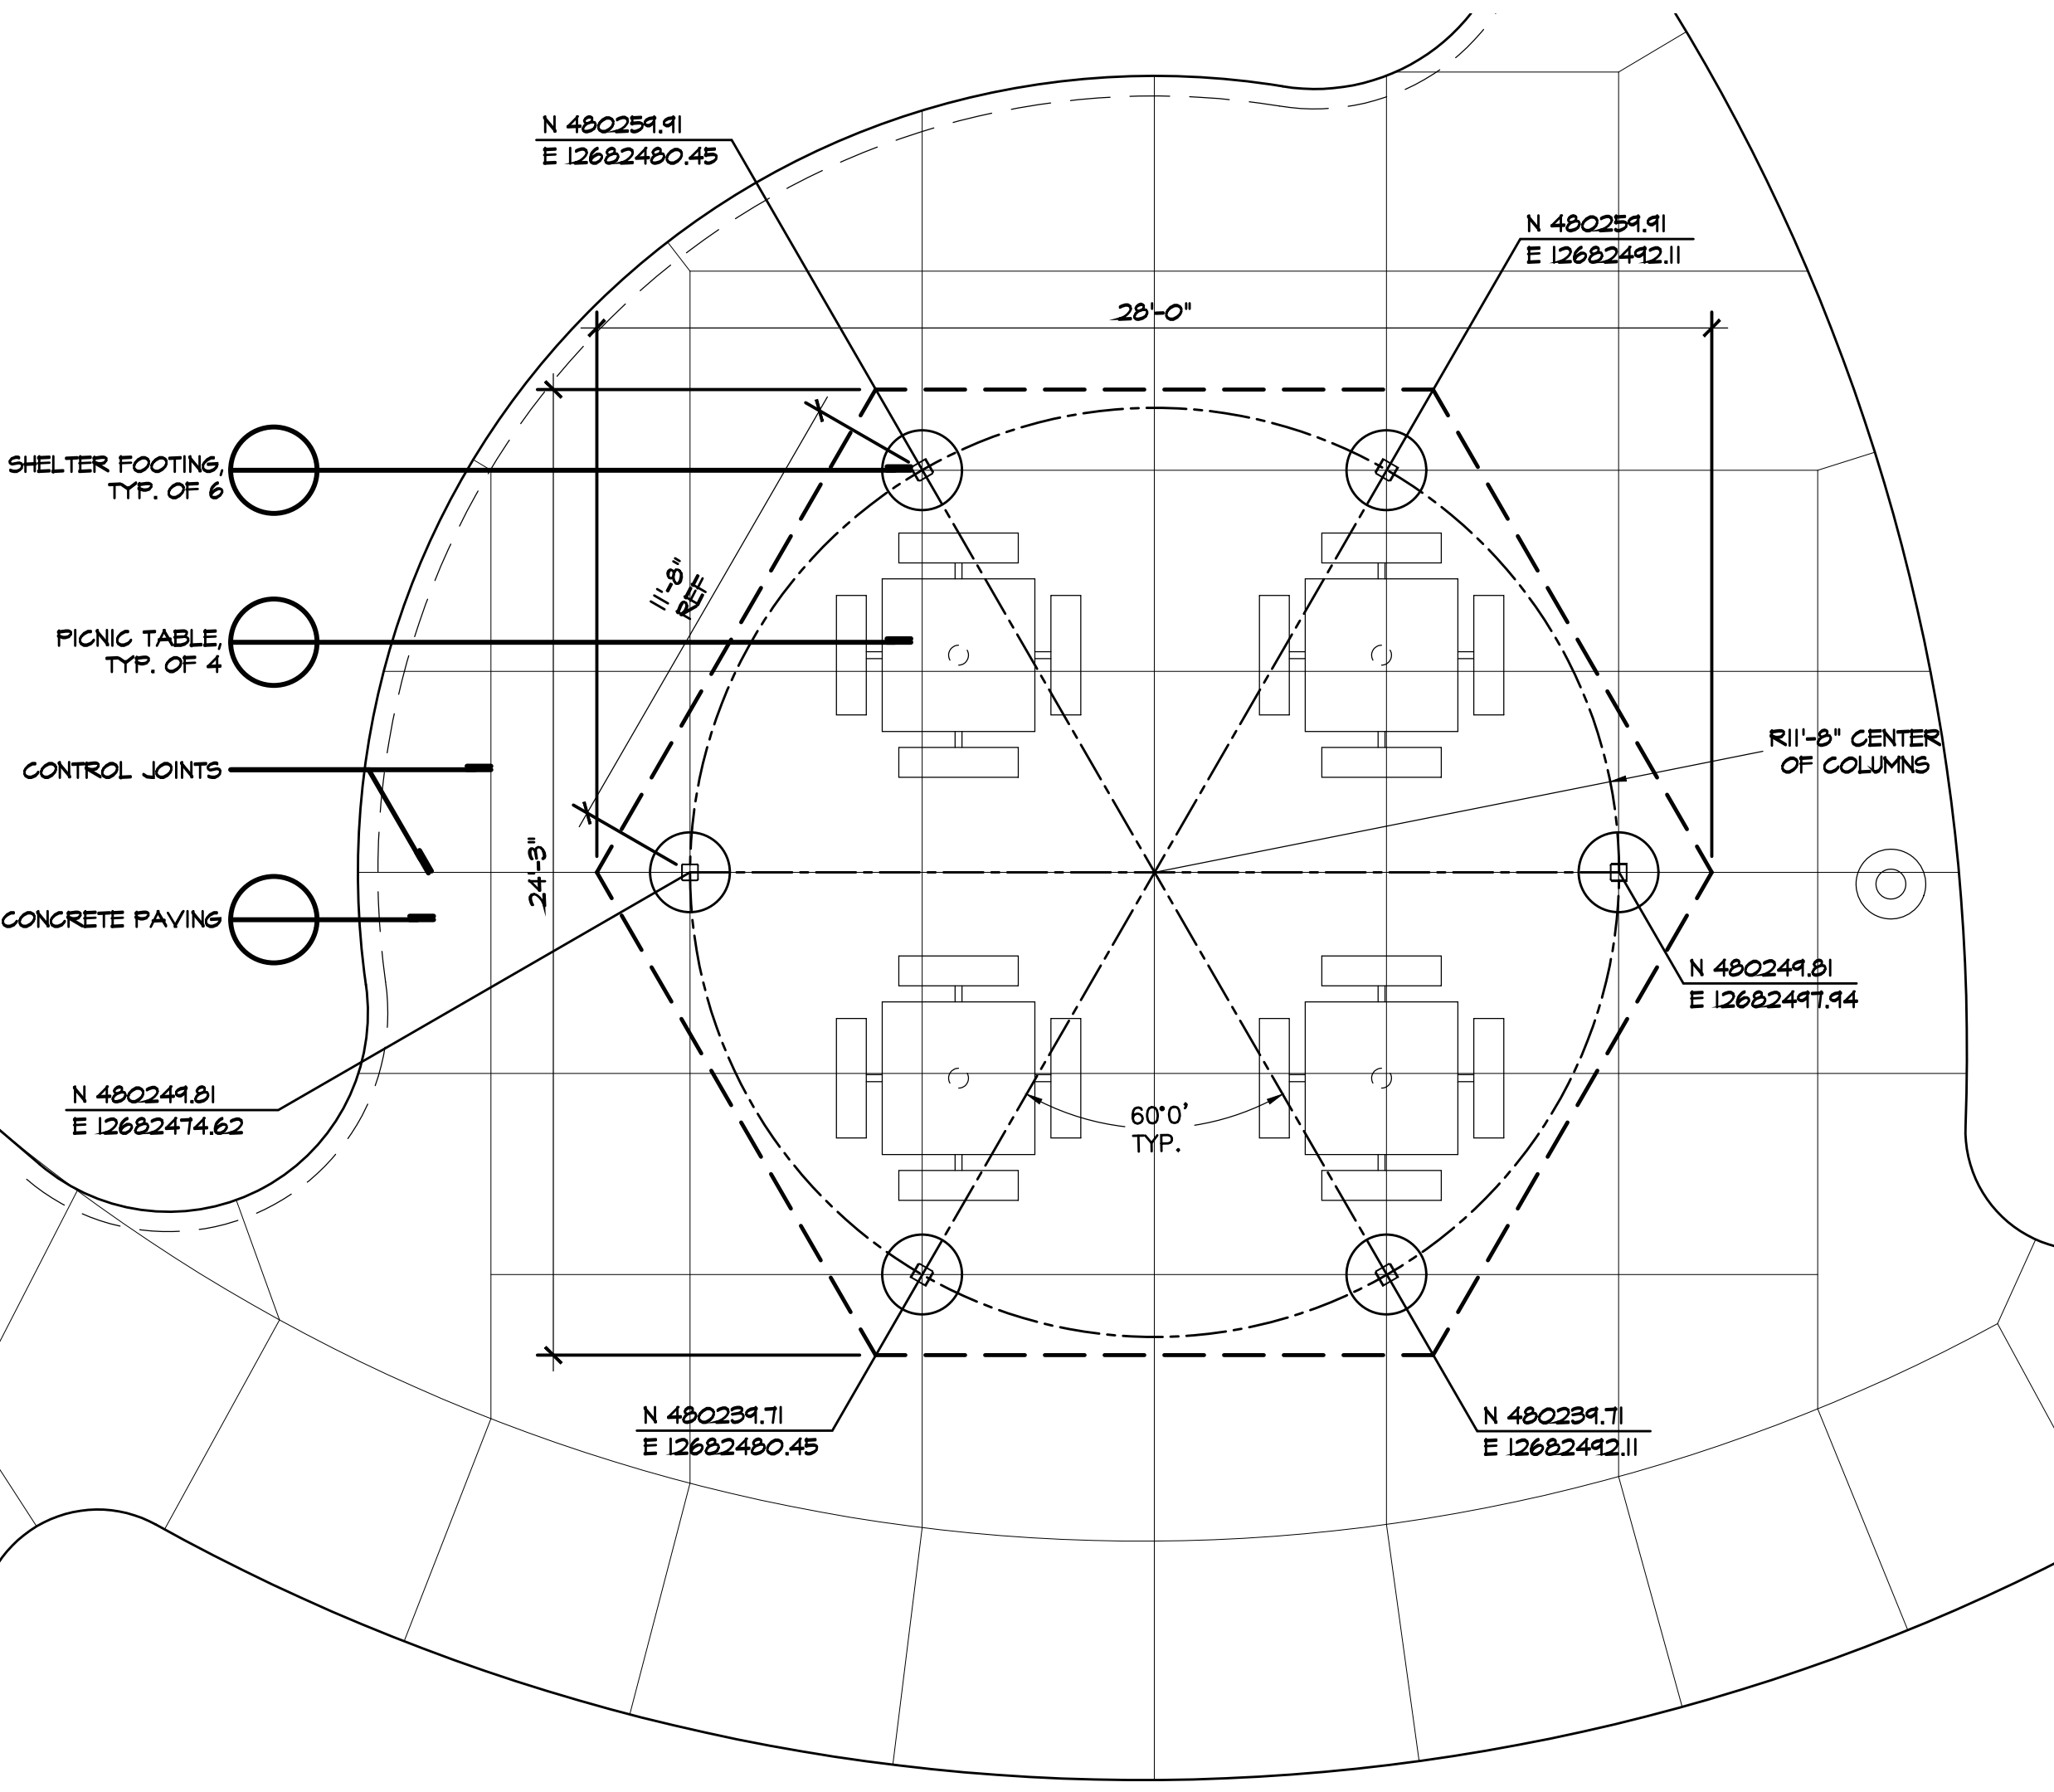 N 480259.91
E 12682480.45
N 480259.91
E 12682492.11
28'-0"
SHELTER FOOTING,
TYP. OF 6
11'-8"
REF
PICNIC TABLE,
TYP. OF 4
R11'-8" CENTER
OF COLUMNS
CONTROL JOINTS
24'-3"
CONCRETE PAVING
N 480249.81
E 12682497.94
N 480249.81
E 12682474.62
60°0'
TYP.
N 480239.71
E 12682480.45
N 480239.71
E 12682492.11